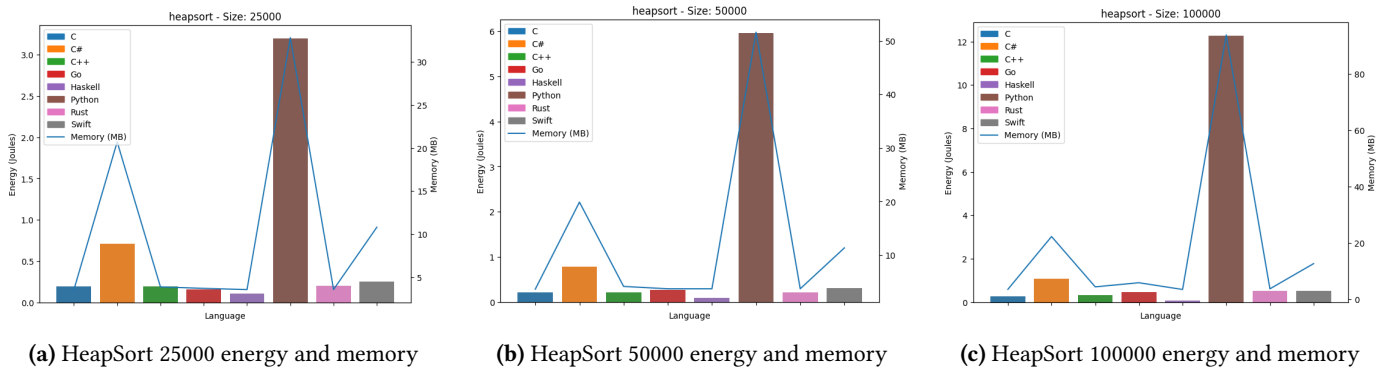 heapsort - Size: 25000
C
C#
C++
Go
Haskell
Python
Rust
Swift
Memory (MB)
Energy (Joules)
0.0
0.5
1.0
1.5
2.0
2.5
3.0
Memory (MB)
5
10
15
20
25
30
Language
(a) HeapSort 25000 energy and memory
heapsort - Size: 50000
C
C#
C++
Go
Haskell
Python
Rust
Swift
Memory (MB)
Energy (Joules)
0
1
2
3
4
5
6
Memory (MB)
10
20
30
40
50
Language
(b) HeapSort 50000 energy and memory
heapsort - Size: 100000
C
C#
C++
Go
Haskell
Python
Rust
Swift
Memory (MB)
Energy (Joules)
0
2
4
6
8
10
12
Memory (MB)
0
20
40
60
80
Language
(c) HeapSort 100000 energy and memory